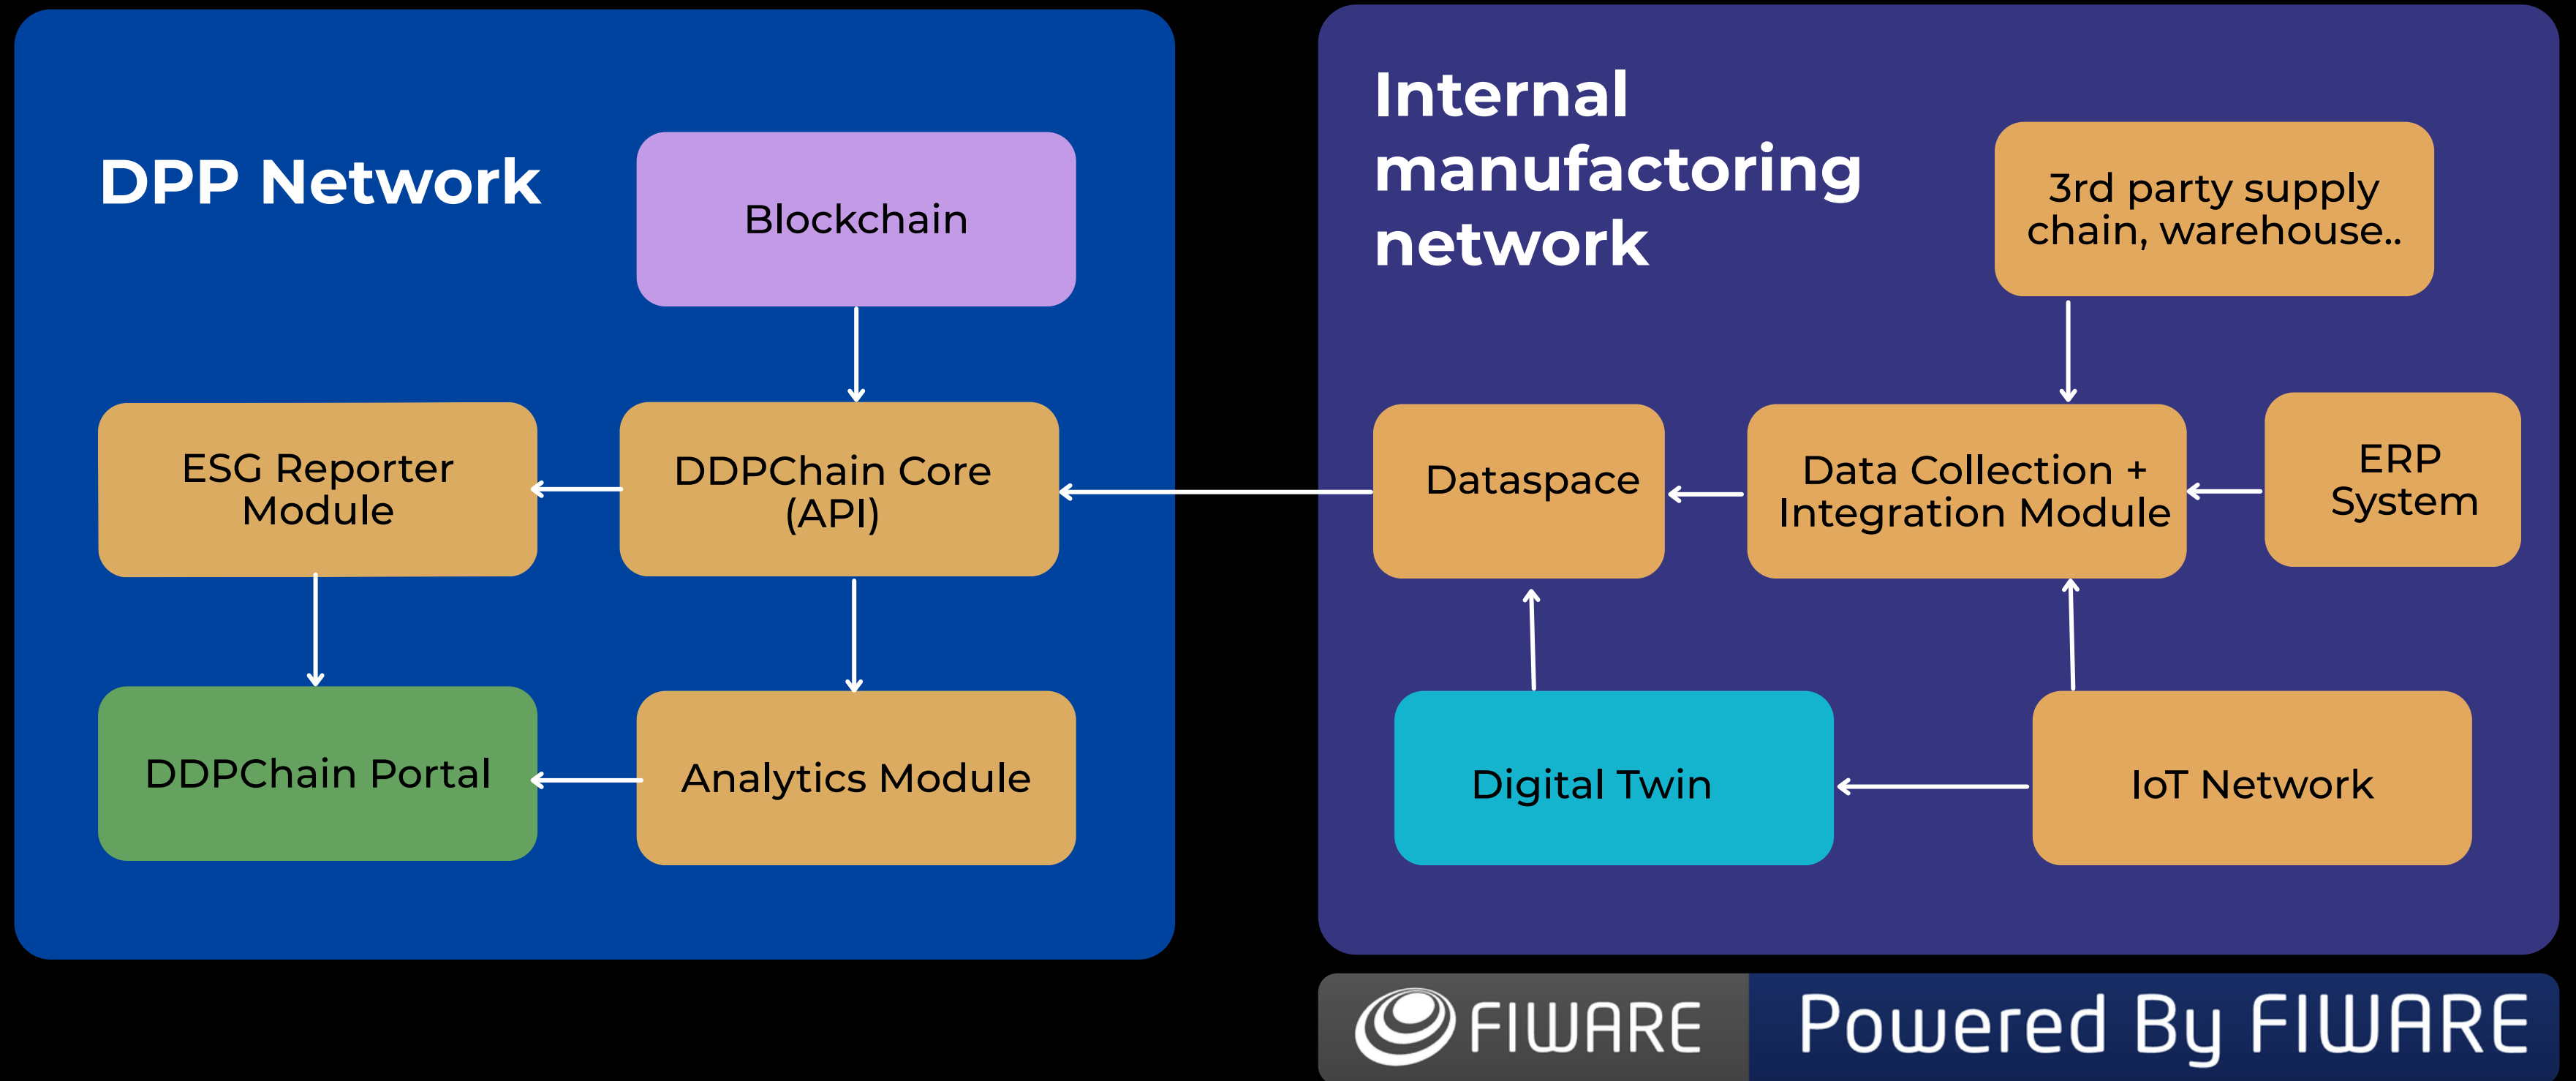 DPP Network
Blockchain
ESG Reporter
Module
DDPChain Core
(API)
DDPChain Portal
Analytics Module
Internal
manufactoring
network
3rd party supply
chain, warehouse..
Dataspace
Data Collection +
Integration Module
ERP
System
Digital Twin
IoT Network
FIWARE
Powered By FIWARE